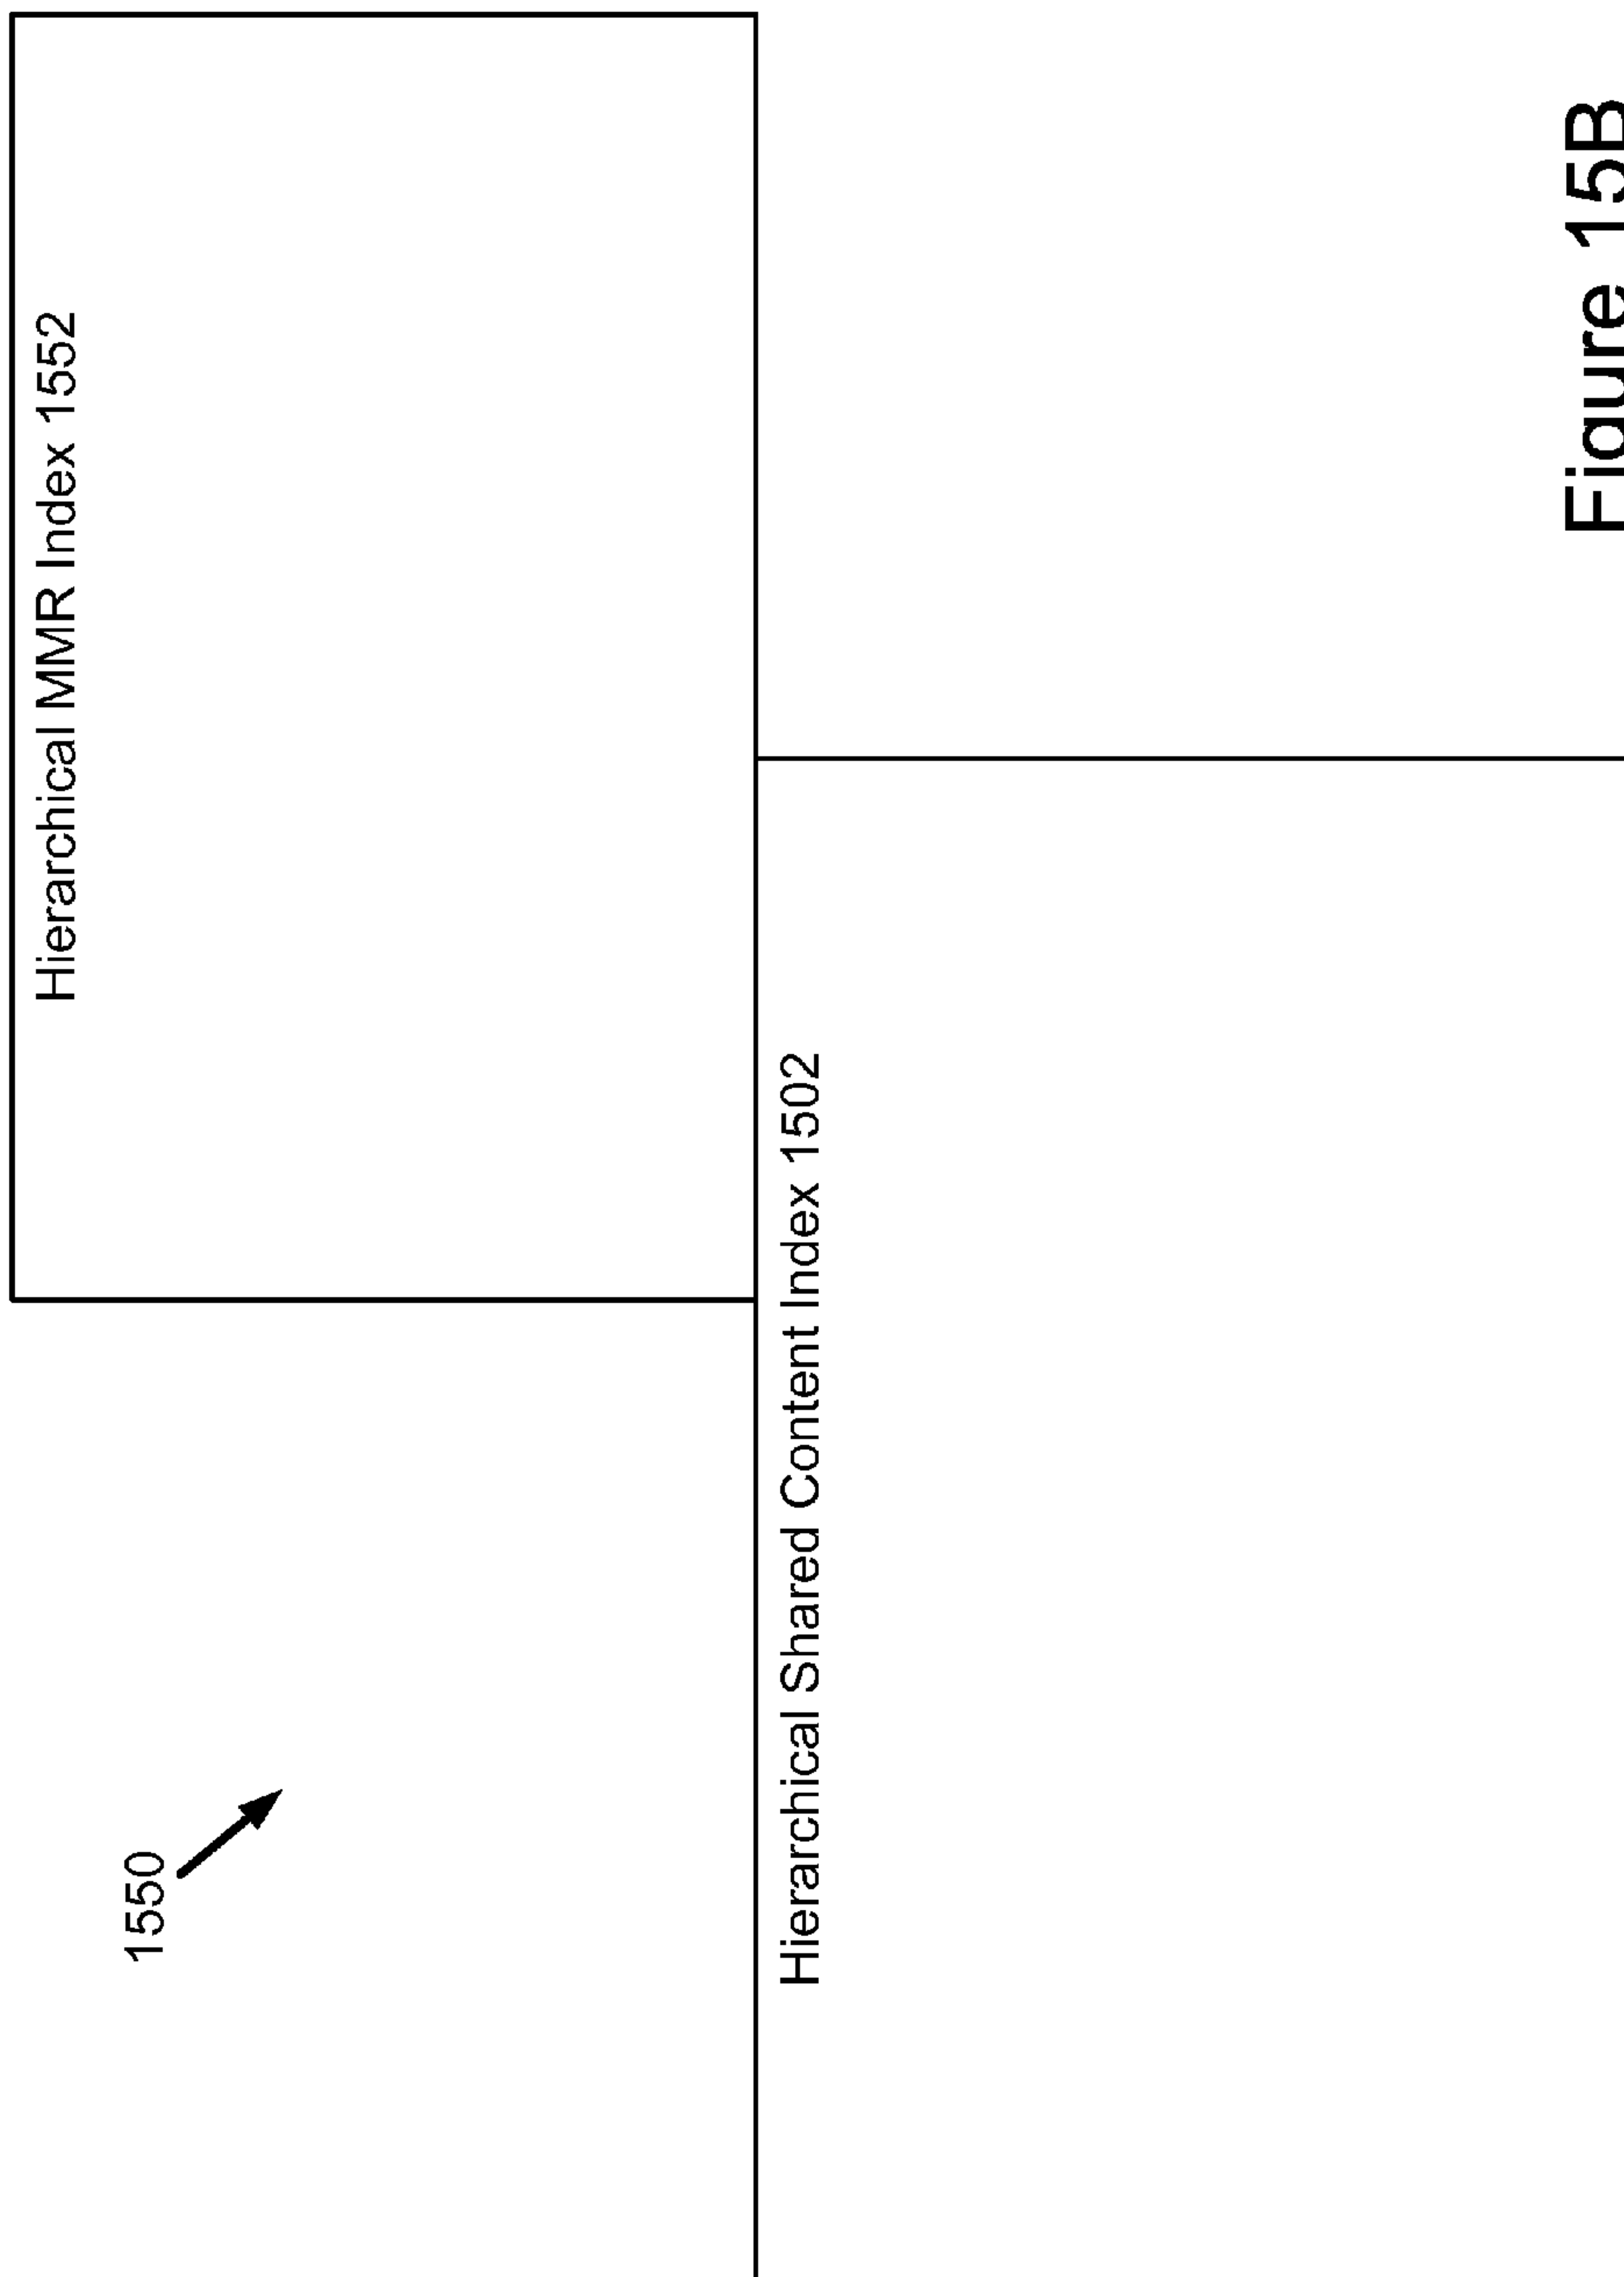 1550
Hierarchical MMR Index 1552
Hierarchical Shared Content Index 1502
Figure 15B